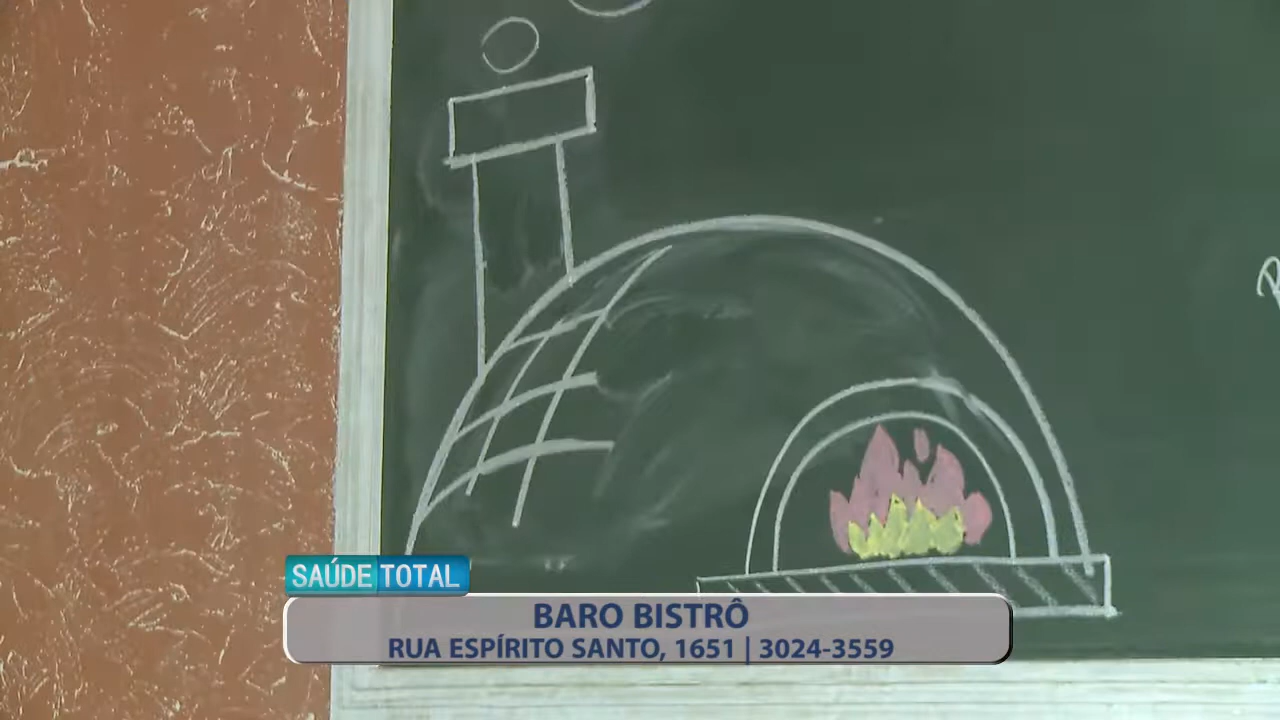 SAÚDE TOTAL
BARO BISTRÔ
RUA ESPÍRITO SANTO, 1651 | 3024-3559